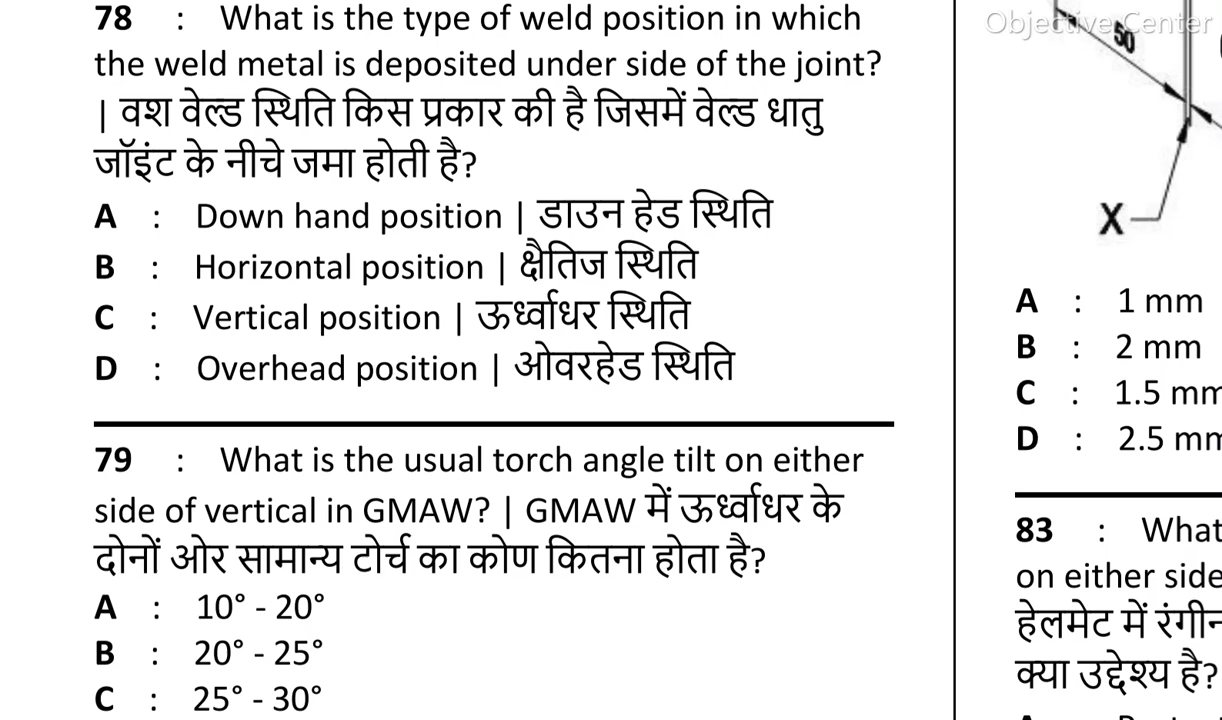 78 : What is the type of weld position in which
the weld metal is deposited under side of the joint?
| वश वेल्ड स्थिति किस प्रकार की है जिसमें वेल्ड धातु
जॉइंट के नीचे जमा होती है?
A : Down hand position | डाउन हेड स्थिति
B : Horizontal position | क्षैतिज स्थिति
C : Vertical position | ऊर्ध्वाधर स्थिति
D : Overhead position | ओवरहेड स्थिति
79 : What is the usual torch angle tilt on either
side of vertical in GMAW? | GMAW में ऊर्ध्वाधर के
दोनों ओर सामान्य टोर्च का कोण कितना होता है?
A : 10° - 20°
B : 20° - 25°
C : 25° - 30°
Objective Center
50
X
A : 1 mm
B : 2 mm
C : 1.5 mm
D : 2.5 mm
83 : What
on either side
हेलमेट में
क्या उद्देश्य है?